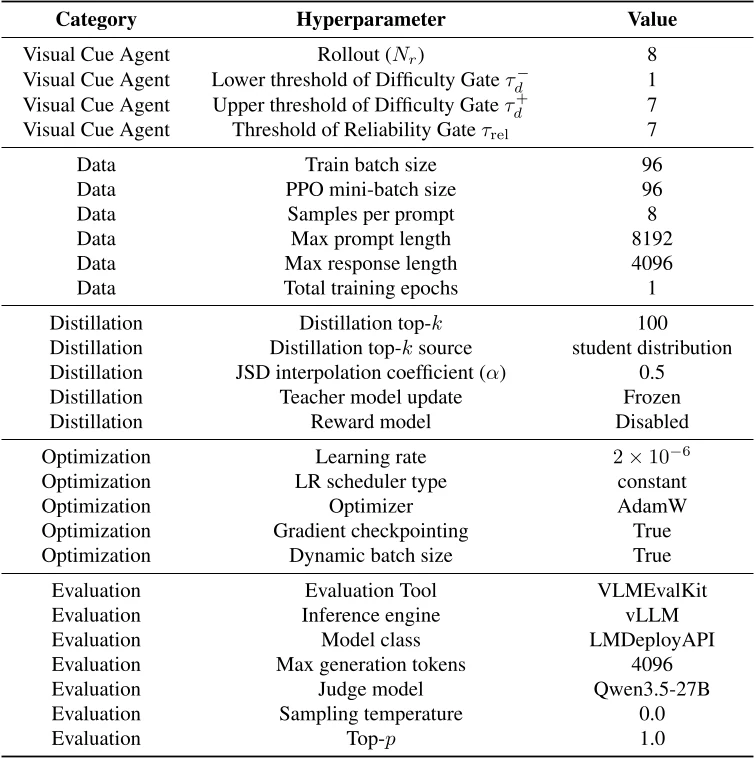 Category Hyperparameter Value
Visual Cue Agent Rollout (N_r) 8
Visual Cue Agent Lower threshold of Difficulty Gate τ_d^− 1
Visual Cue Agent Upper threshold of Difficulty Gate τ_d^+ 7
Visual Cue Agent Threshold of Reliability Gate τ_rel 7
Data Train batch size 96
Data PPO mini-batch size 96
Data Samples per prompt 8
Data Max prompt length 8192
Data Max response length 4096
Data Total training epochs 1
Distillation Distillation top-k 100
Distillation Distillation top-k source student distribution
Distillation JSD interpolation coefficient (α) 0.5
Distillation Teacher model update Frozen
Distillation Reward model Disabled
Optimization Learning rate 2 × 10^−6
Optimization LR scheduler type constant
Optimization Optimizer AdamW
Optimization Gradient checkpointing True
Optimization Dynamic batch size True
Evaluation Evaluation Tool VLMEvalKit
Evaluation Inference engine vLLM
Evaluation Model class LMDeployAPI
Evaluation Max generation tokens 4096
Evaluation Judge model Qwen3.5-27B
Evaluation Sampling temperature 0.0
Evaluation Top-p 1.0